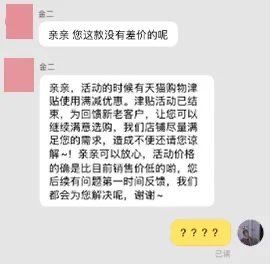 金二
亲亲 您这款没有差价的呢
金二
亲亲，活动的时候有天猫购物津
贴使用满减优惠。津贴活动已结
束，为回馈新老客户，让您可以
继续满意选购，我们店铺尽量满
足您的需求，造成不便还请您谅
解~！亲亲可以放心，活动价格
的确是比目前销售价低的哟，您
后续有问题第一时间反馈，我们
都会为您解决呢，谢谢~
？？？？
已读